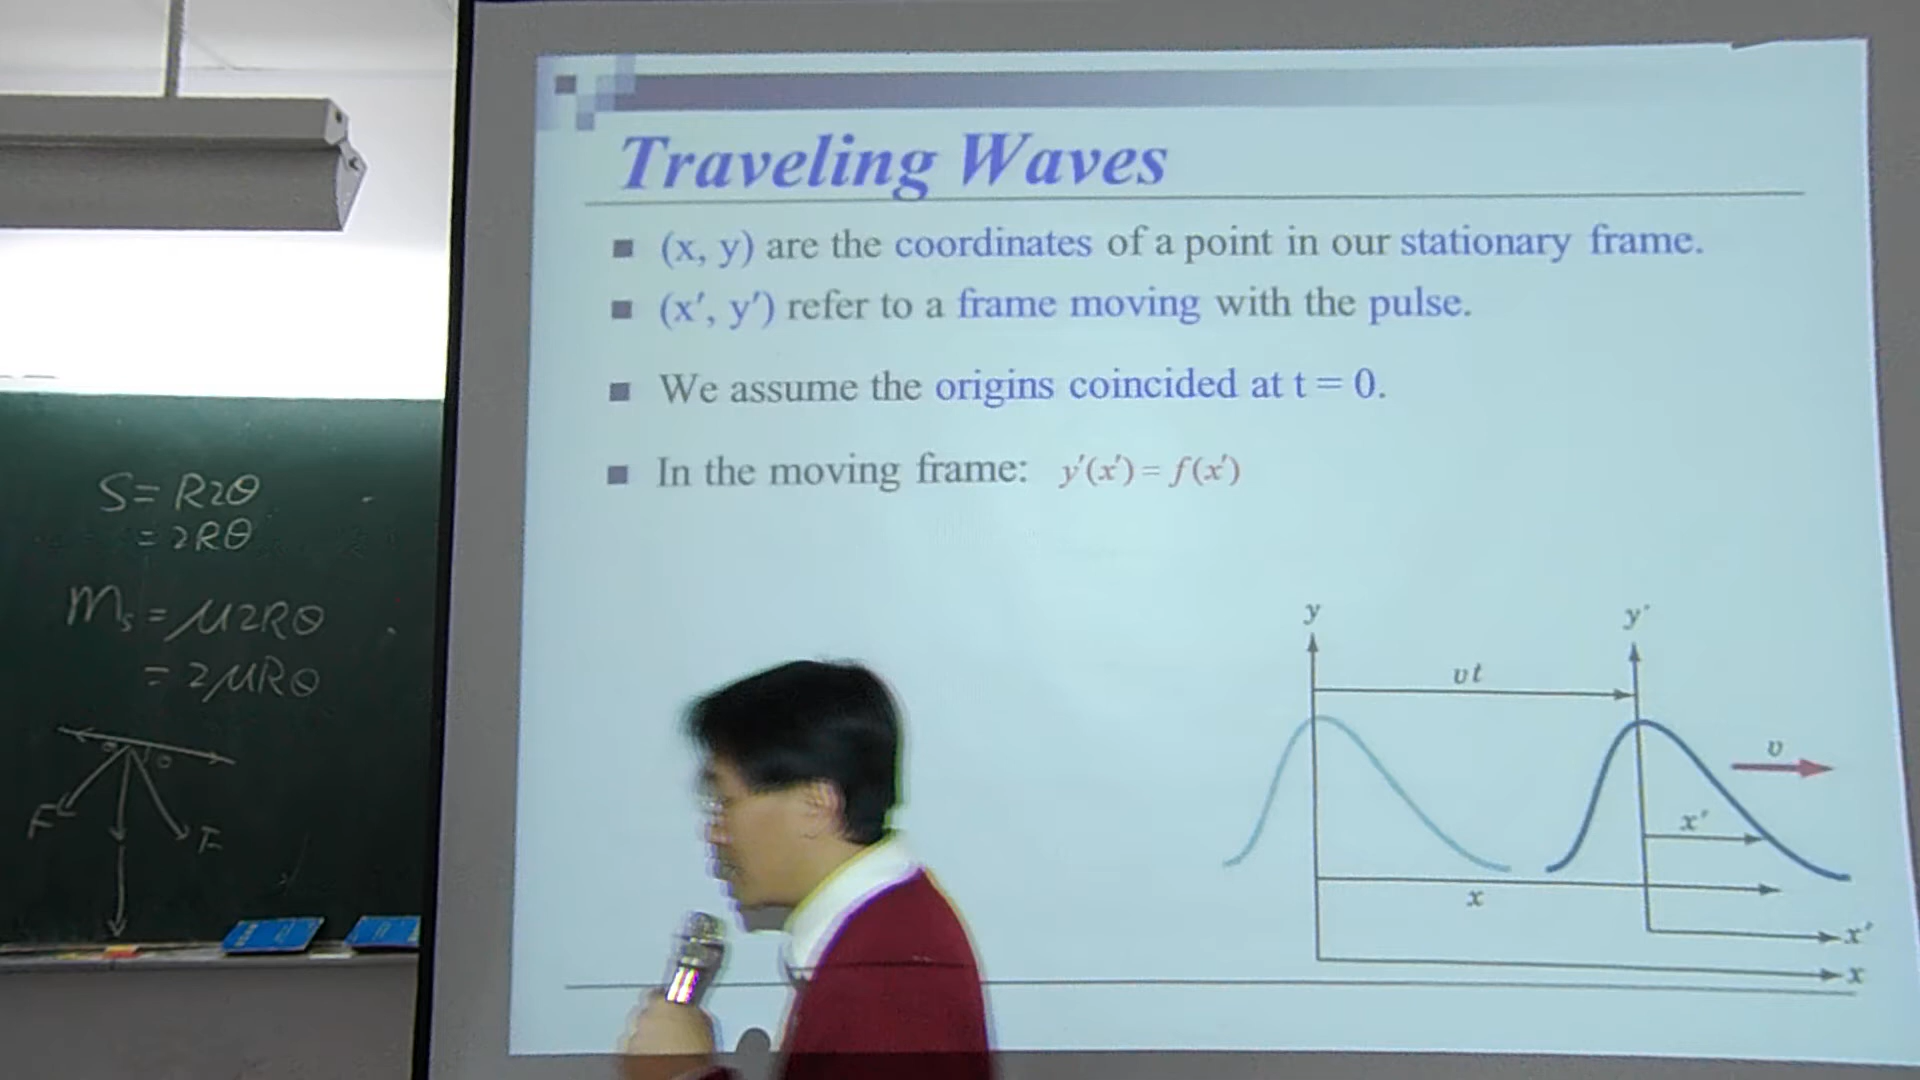 Traveling Waves
(x, y) are the coordinates of a point in our stationary frame.
(x', y') refer to a frame moving with the pulse.
We assume the origins coincided at t = 0.
In the moving frame: y'(x') = f(x')
y
y'
vt
v
x'
x
x'
x
S = R2θ
= 2Rθ
ms = μ2Rθ
= 2μRθ
θ
θ
F
F